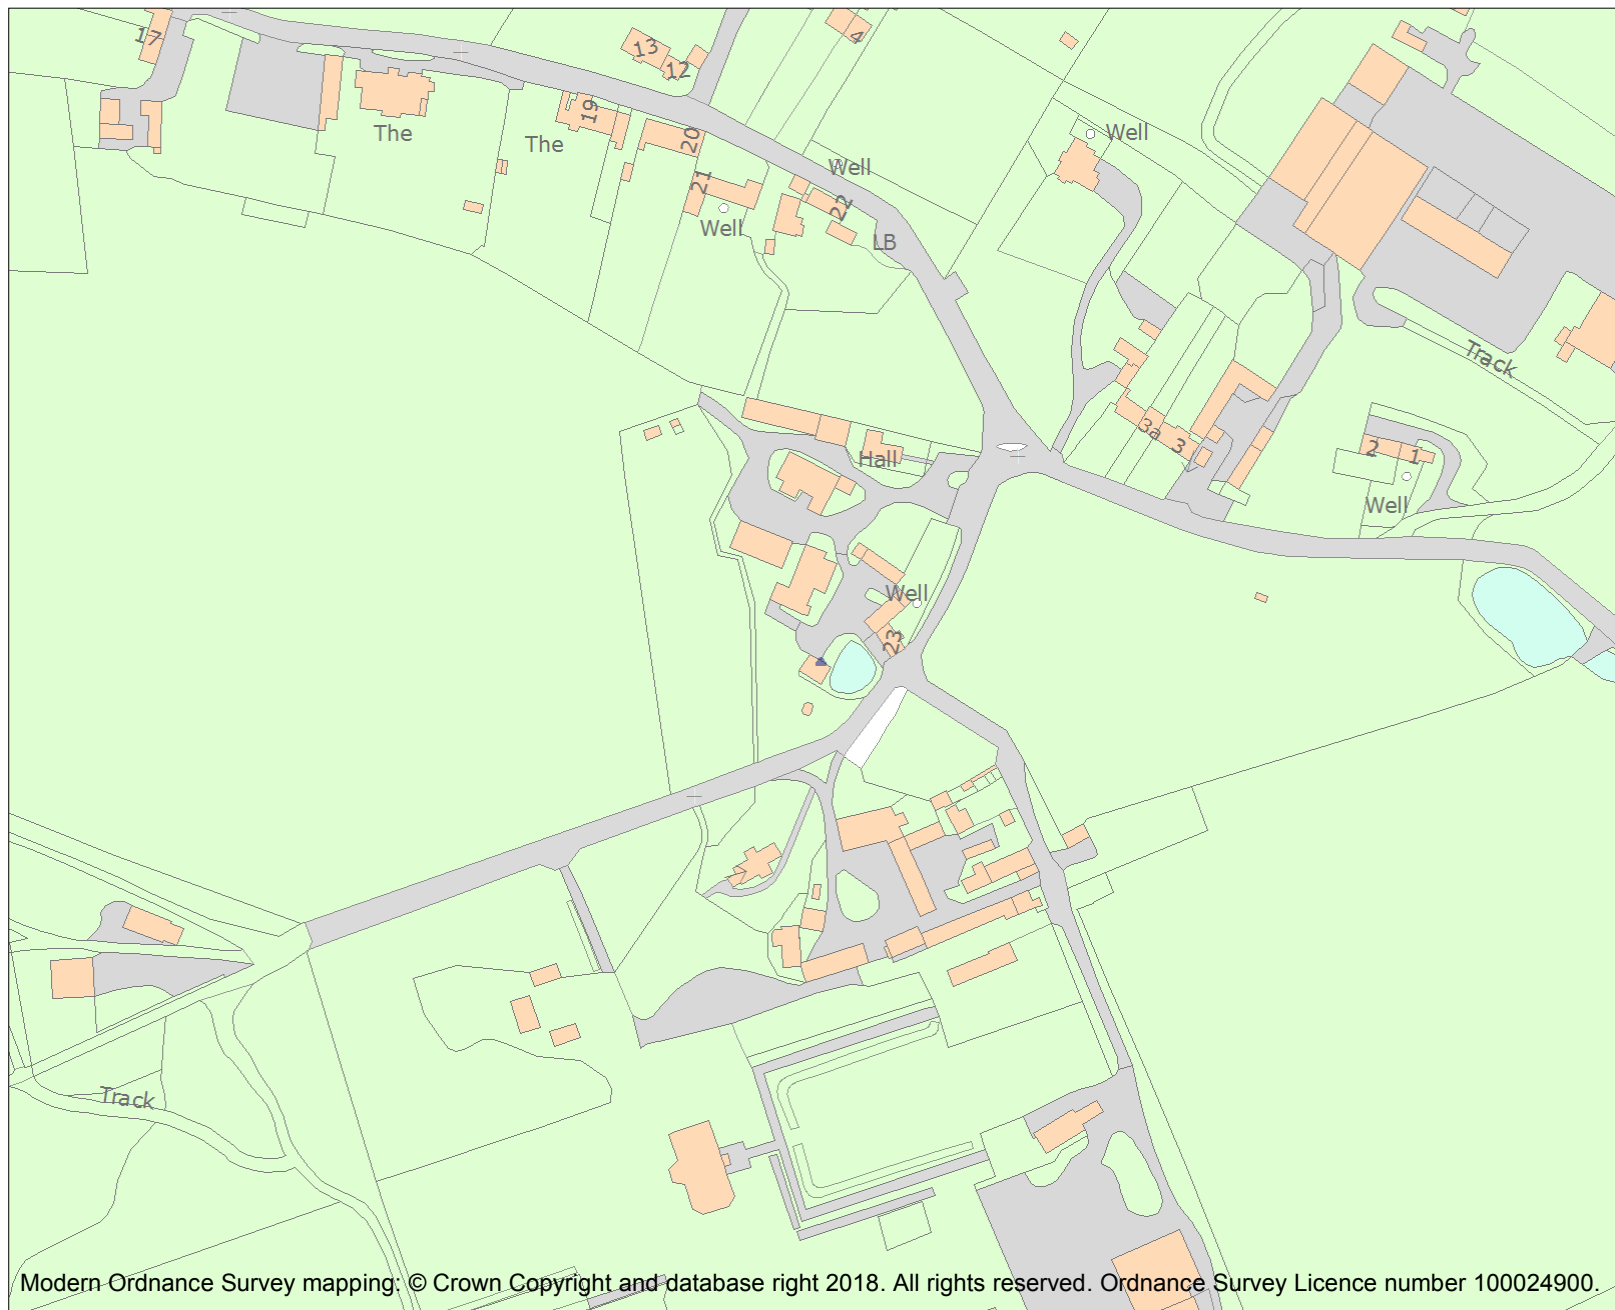 17
13
12
4
The
The
19
20
21
Well
Well
22
Well
LB
Track
3a
3
2
1
Well
Hall
Well
23
Track
Modern Ordnance Survey mapping: © Crown Copyright and database right 2018. All rights reserved. Ordnance Survey Licence number 100024900.